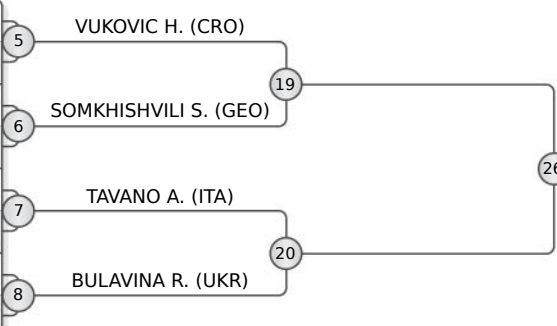 VUKOVIC H. (CRO)
5
19
SOMKHISHVILI S. (GEO)
6
26
TAVANO A. (ITA)
7
20
BULAVINA R. (UKR)
8